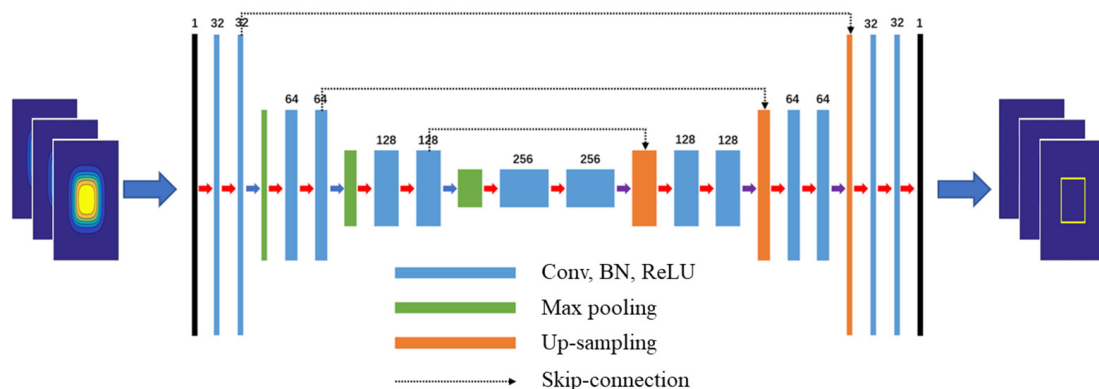 1 32 32 32 32 1
64 64 64 64
128 128 128 128
256 256
Conv, BN, ReLU
Max pooling
Up-sampling
Skip-connection